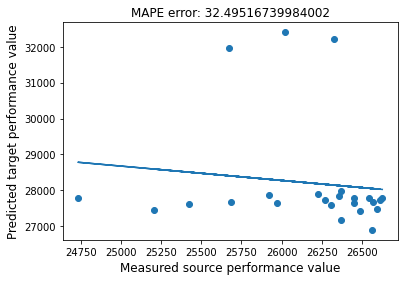 MAPE error: 32.49516739984002
Predicted target performance value
32000
31000
30000
29000
28000
27000
24750 25000 25250 25500 25750 26000 26250 26500
Measured source performance value